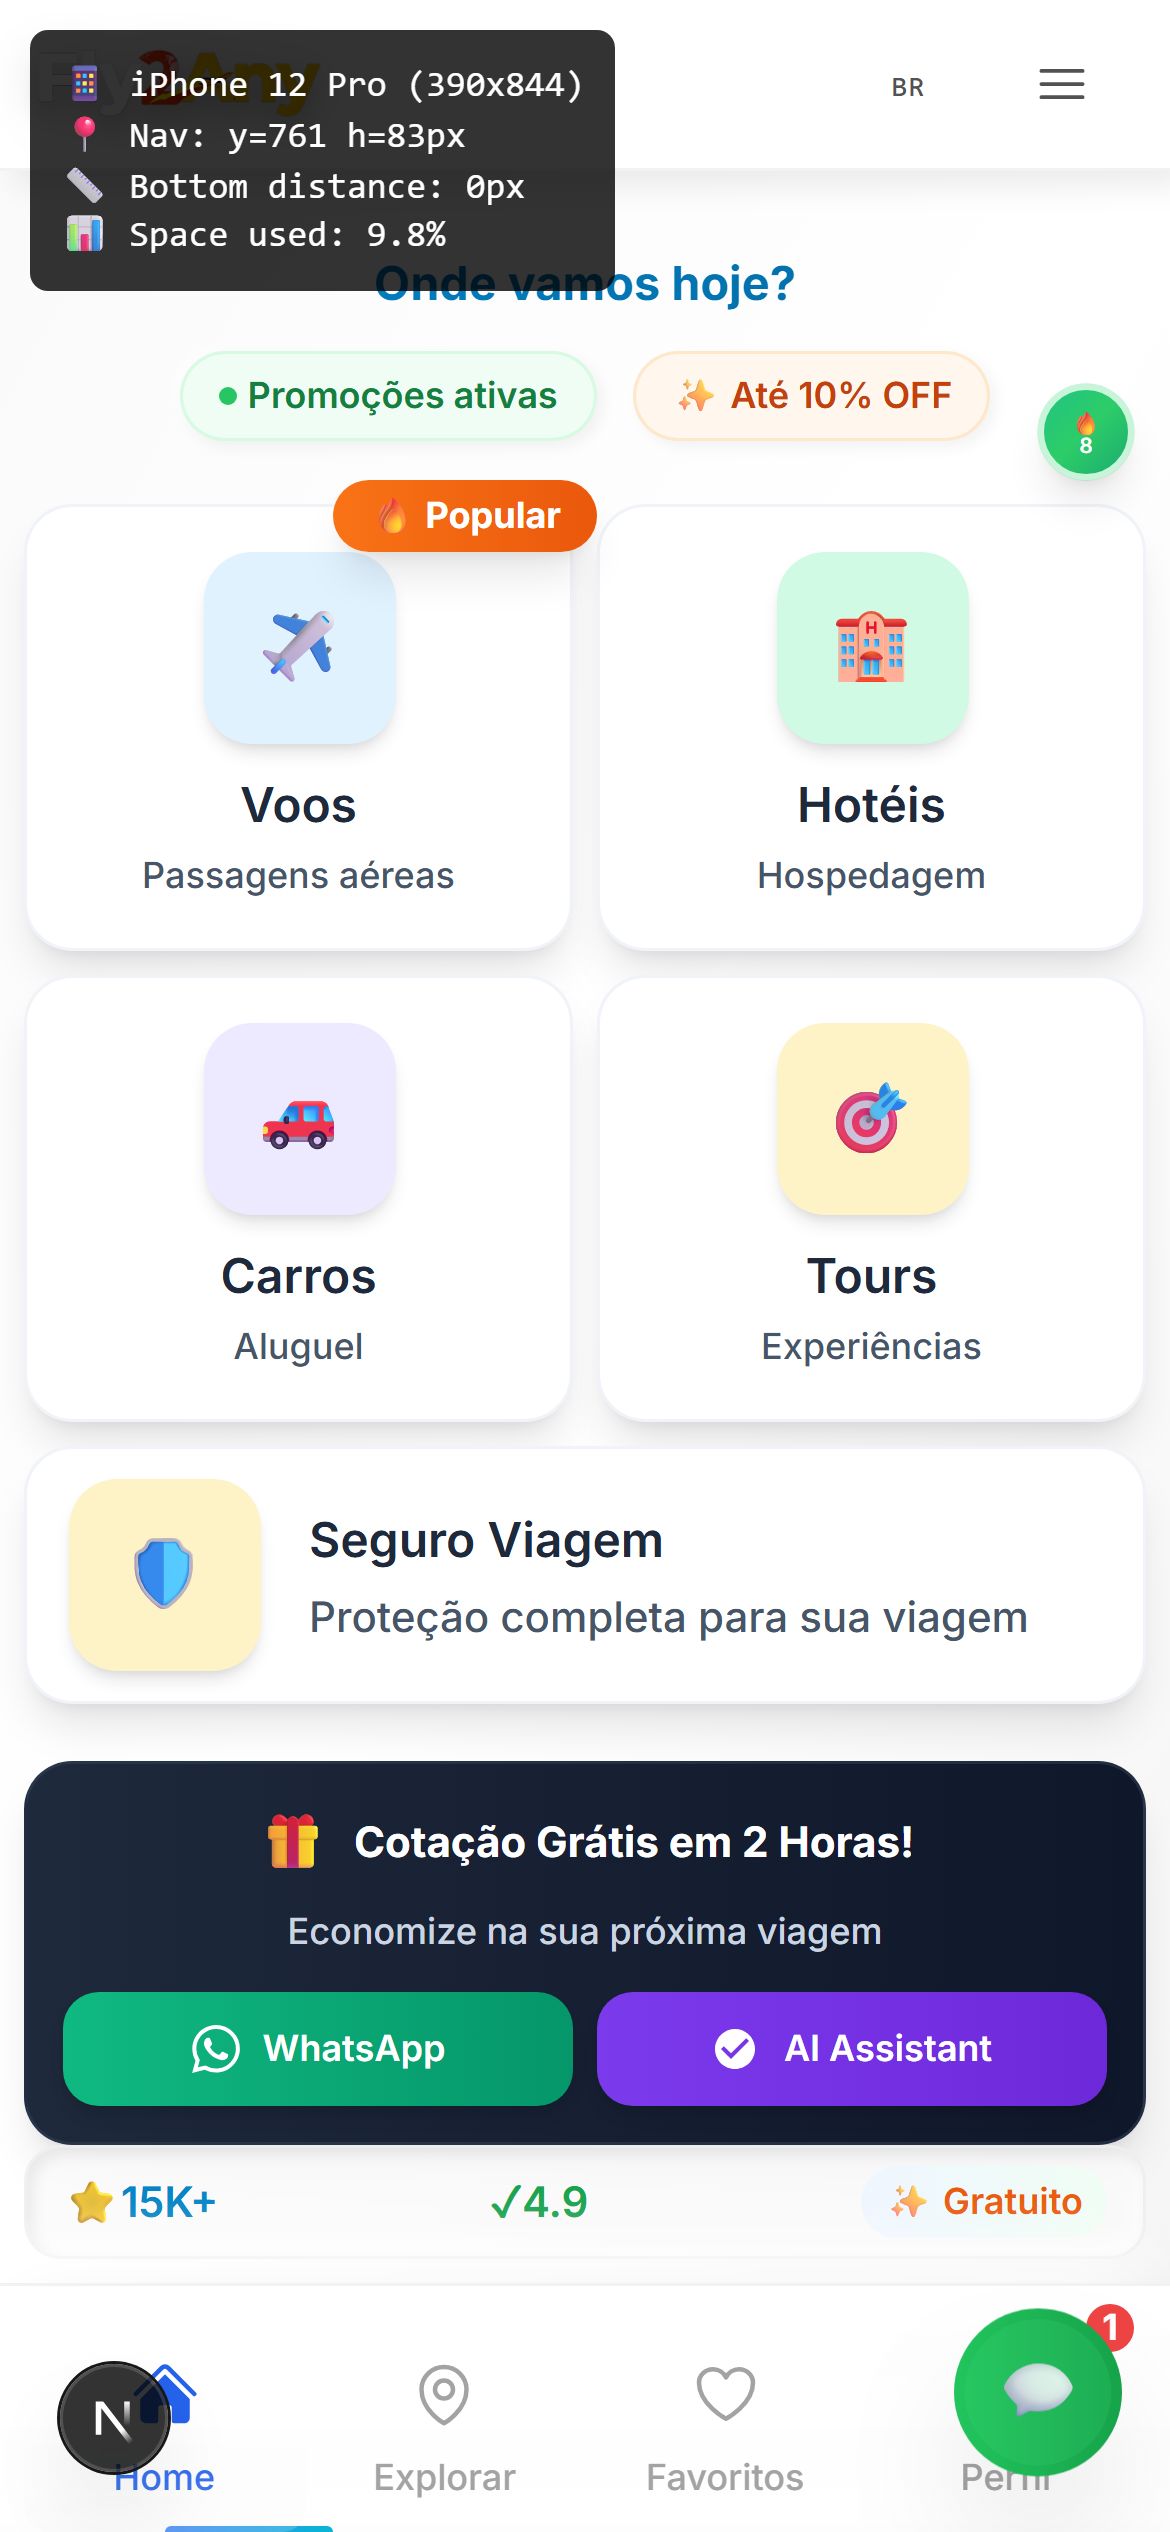 Fly2Any
iPhone 12 Pro (390x844)
Nav: y=761 h=83px
Bottom distance: 0px
Space used: 9.8%
BR
Onde vamos hoje?
Promoções ativas
Até 10% OFF
8
Popular
Voos
Passagens aéreas
Hotéis
Hospedagem
Carros
Aluguel
Tours
Experiências
Seguro Viagem
Proteção completa para sua viagem
Cotação Grátis em 2 Horas!
Economize na sua próxima viagem
WhatsApp
AI Assistant
15K+
✓4.9
Gratuito
1
N
Home
Explorar
Favoritos
Perfil